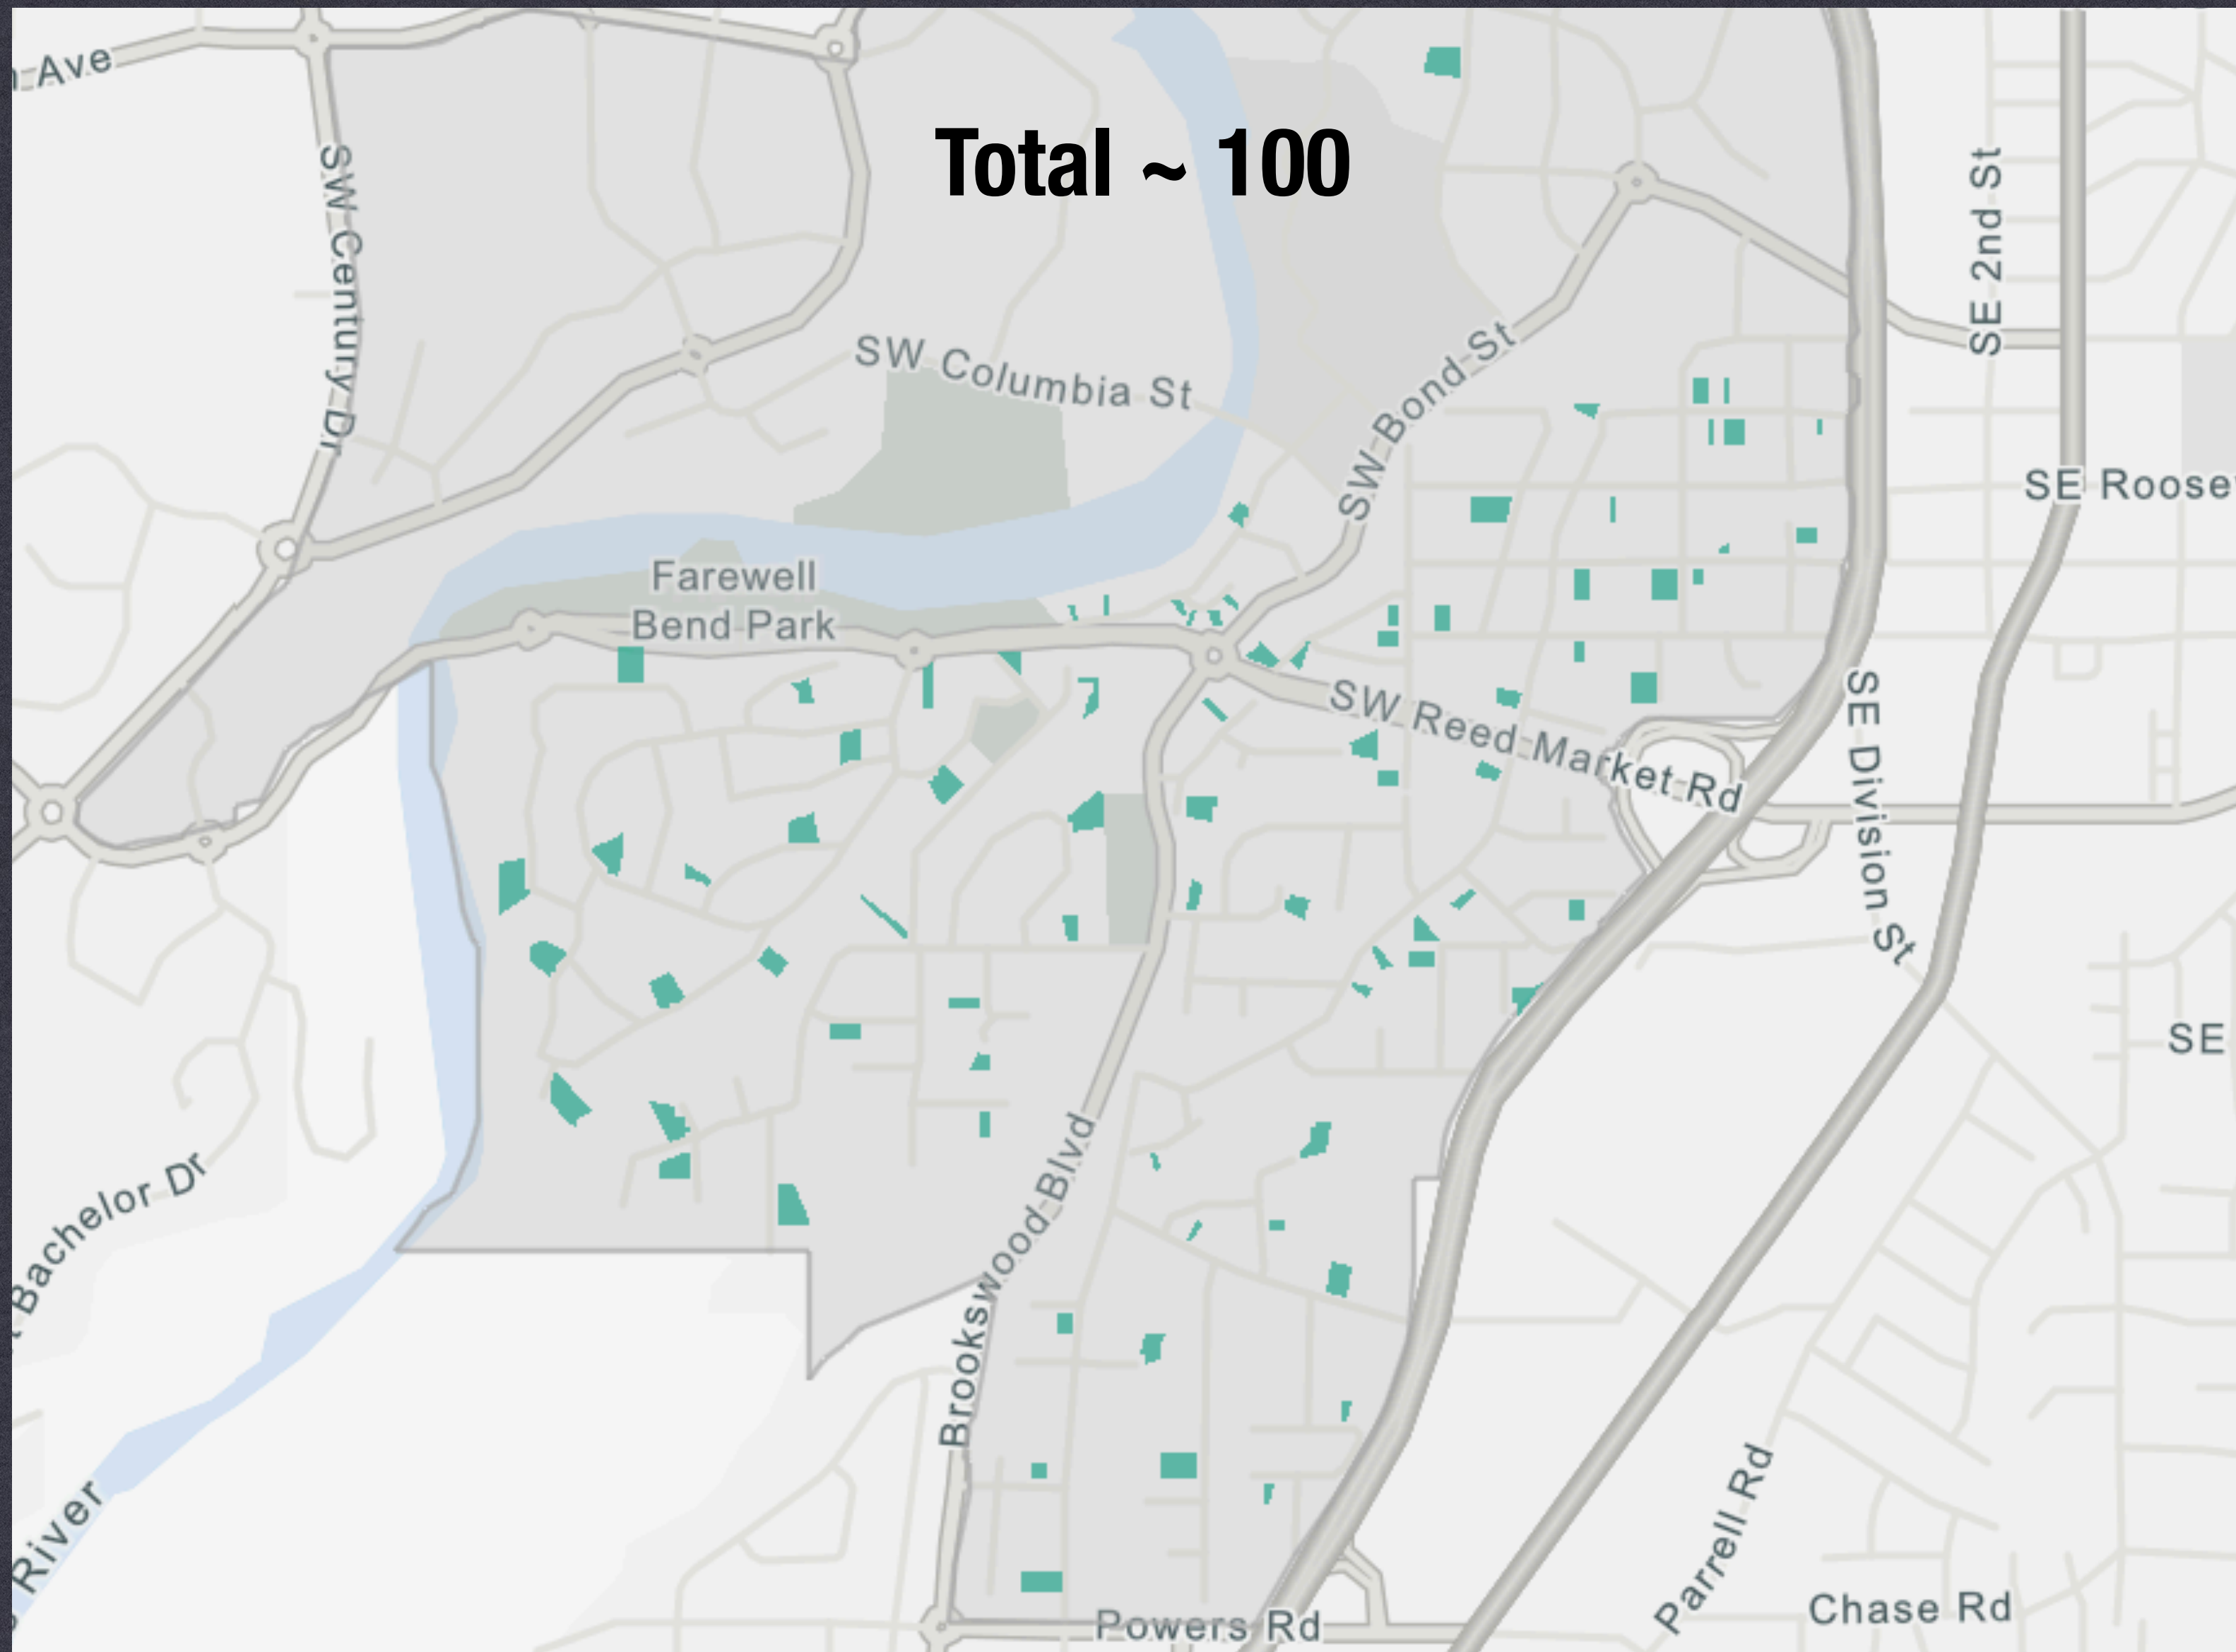 Ave
Total ~ 100
SW Century Dr
SE 2nd St
SW Columbia St
SW Bond St
SE Roose
Farewell
Bend Park
SW Reed Market Rd
SE Division St
SE
Bachelor Dr
Brookswood Blvd
River
Parrell Rd
Powers Rd
Chase Rd